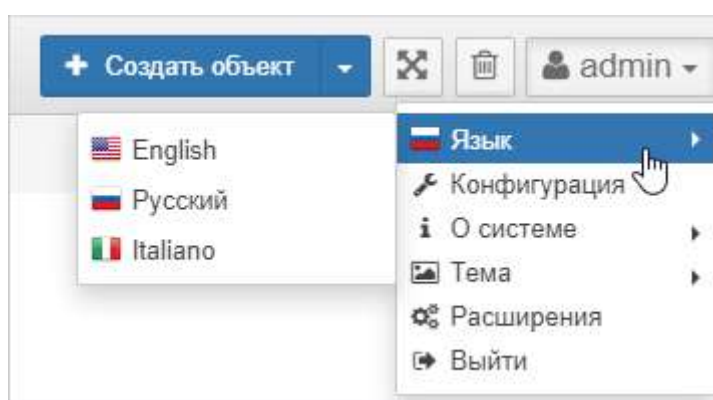 Создать объект
admin
English
Русский
Italiano
Язык
Конфигурация
О системе
Тема
Расширения
Выйти